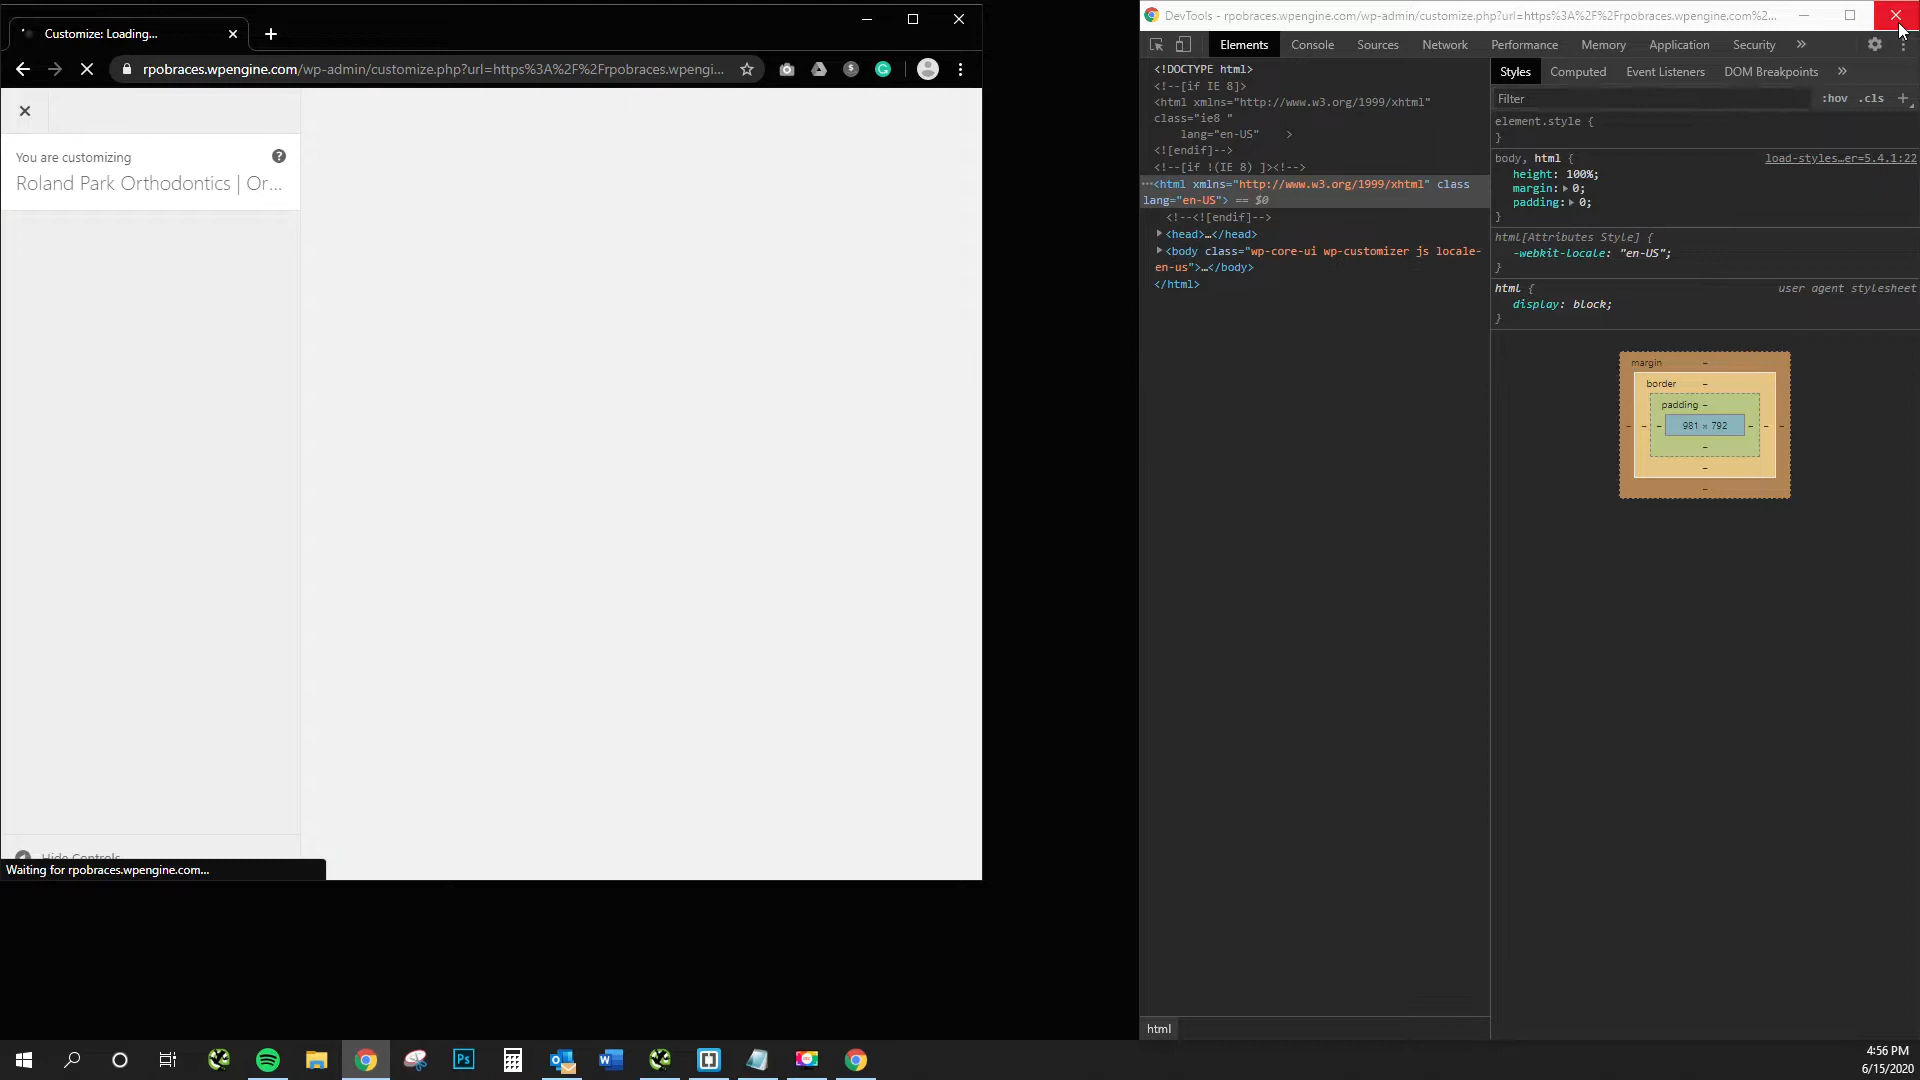 Customize: Loading...
rpobraces.wpengine.com/wp-admin/customize.php?url=https%3A%2F%2Frpobraces.wpengi...
You are customizing
Roland Park Orthodontics | Or...
Hide Controls
Waiting for rpobraces.wpengine.com...
DevTools - rpobraces.wpengine.com/wp-admin/customize.php?url=https%3A%2F%2Frpobraces.wpengine.com%2...
Elements Console Sources Network Performance Memory Application Security »
<!DOCTYPE html>
<!--[if IE 8]>
<html xmlns="http://www.w3.org/1999/xhtml"
class="ie8 "
lang="en-US" >
<![endif]-->
<!--[if !(IE 8) ]><!-->
…<html xmlns="http://www.w3.org/1999/xhtml" class
lang="en-US"> == $0
<!--<![endif]-->
<head>…</head>
<body class="wp-core-ui wp-customizer js locale-
en-us">…</body>
</html>
html
Styles Computed Event Listeners DOM Breakpoints »
Filter :hov .cls +
element.style {
}
body, html { load-styles…er=5.4.1:22
height: 100%;
margin: 0;
padding: 0;
}
html[Attributes Style] {
-webkit-locale: "en-US";
}
html { user agent stylesheet
display: block;
}
margin –
border –
padding –
– – – 981 × 792 – – –
–
–
–
Ps
4:56 PM
6/15/2020